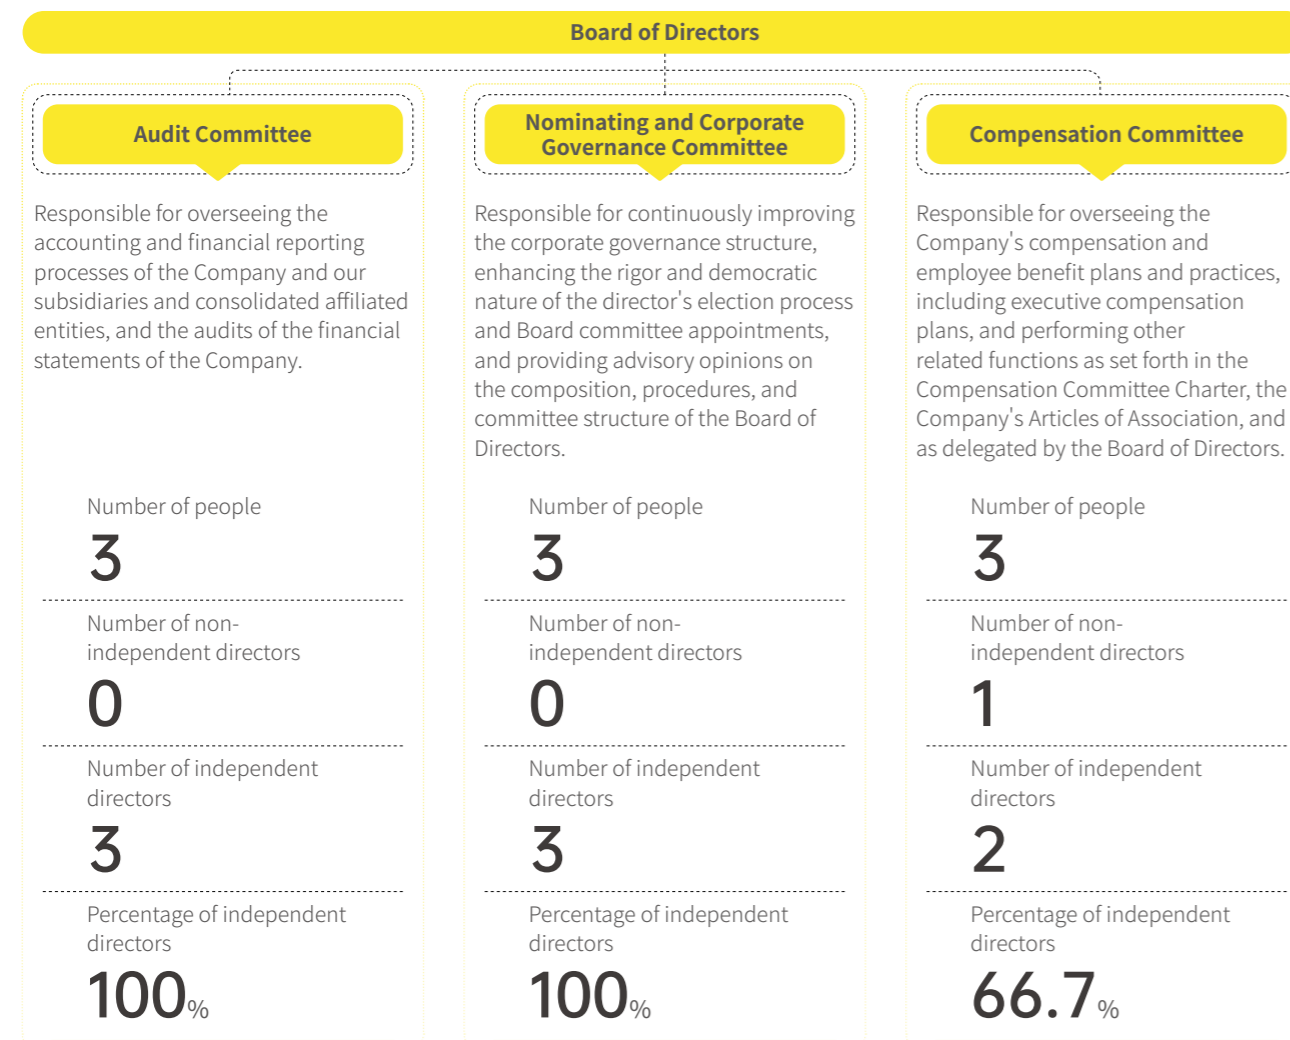 Board of Directors
Audit Committee
Responsible for overseeing the
accounting and financial reporting
processes of the Company and our
subsidiaries and consolidated affiliated
entities, and the audits of the financial
statements of the Company.
Number of people
3
Number of non-
independent directors
0
Number of independent
directors
3
Percentage of independent
directors
100%
Nominating and Corporate
Governance Committee
Responsible for continuously improving
the corporate governance structure,
enhancing the rigor and democratic
nature of the director's election process
and Board committee appointments,
and providing advisory opinions on
the composition, procedures, and
committee structure of the Board of
Directors.
Number of people
3
Number of non-
independent directors
0
Number of independent
directors
3
Percentage of independent
directors
100%
Compensation Committee
Responsible for overseeing the
Company's compensation and
employee benefit plans and practices,
including executive compensation
plans, and performing other
related functions as set forth in the
Compensation Committee Charter, the
Company's Articles of Association, and
as delegated by the Board of Directors.
Number of people
3
Number of non-
independent directors
1
Number of independent
directors
2
Percentage of independent
directors
66.7%